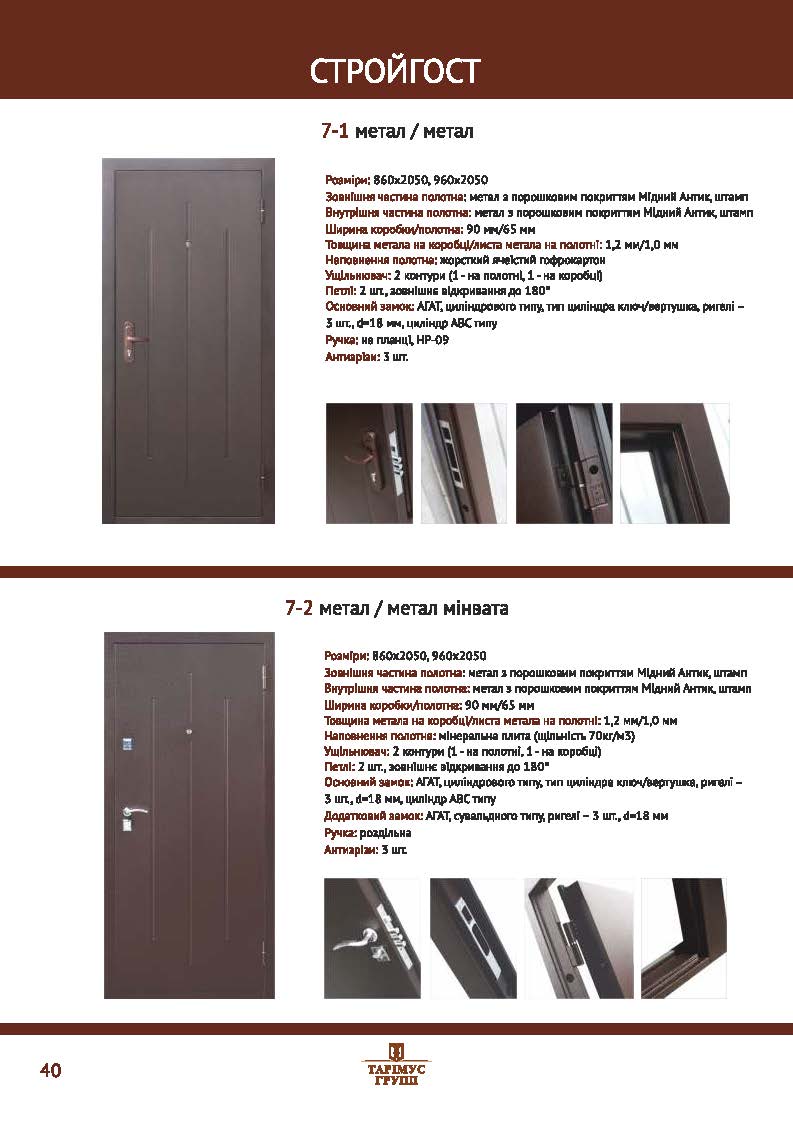 СТРОЙГОСТ
7-1 метал / метал
Розміри: 860х2050, 960х2050
Зовнішня частина полотна: метал з порошковим покриттям Мідний Антик, штамп
Внутрішня частина полотна: метал з порошковим покриттям Мідний Антик, штамп
Ширина коробки/полотна: 90 мм/65 мм
Товщина метала на коробці/листа метала на полотні: 1,2 мм/1,0 мм
Наповнення полотна: жорсткий ячеїстий гофрокартон
Ущільнювач: 2 контури (1 - на полотні, 1 - на коробці)
Петлі: 2 шт., зовнішнє відкривання до 180°
Основний замок: АГАТ, циліндрового типу, тип циліндра ключ/вертушка, ригелі –
3 шт., d=18 мм, циліндр АВС типу
Ручка: на планці, НР-09
Антизрізи: 3 шт.
7-2 метал / метал мінвата
Розміри: 860х2050, 960х2050
Зовнішня частина полотна: метал з порошковим покриттям Мідний Антик, штамп
Внутрішня частина полотна: метал з порошковим покриттям Мідний Антик, штамп
Ширина коробки/полотна: 90 мм/65 мм
Товщина метала на коробці/листа метала на полотні: 1,2 мм/1,0 мм
Наповнення полотна: мінеральна плита (щільність 70кг/м3)
Ущільнювач: 2 контури (1 - на полотні, 1 - на коробці)
Петлі: 2 шт., зовнішнє відкривання до 180°
Основний замок: АГАТ, циліндрового типу, тип циліндра ключ/вертушка, ригелі –
3 шт., d=18 мм, циліндр АВС типу
Додатковий замок: АГАТ, сувальдного типу, ригелі – 3 шт., d=18 мм
Ручка: роздільна
Антизрізи: 3 шт.
40
ТАРІМУС
ГРУПП